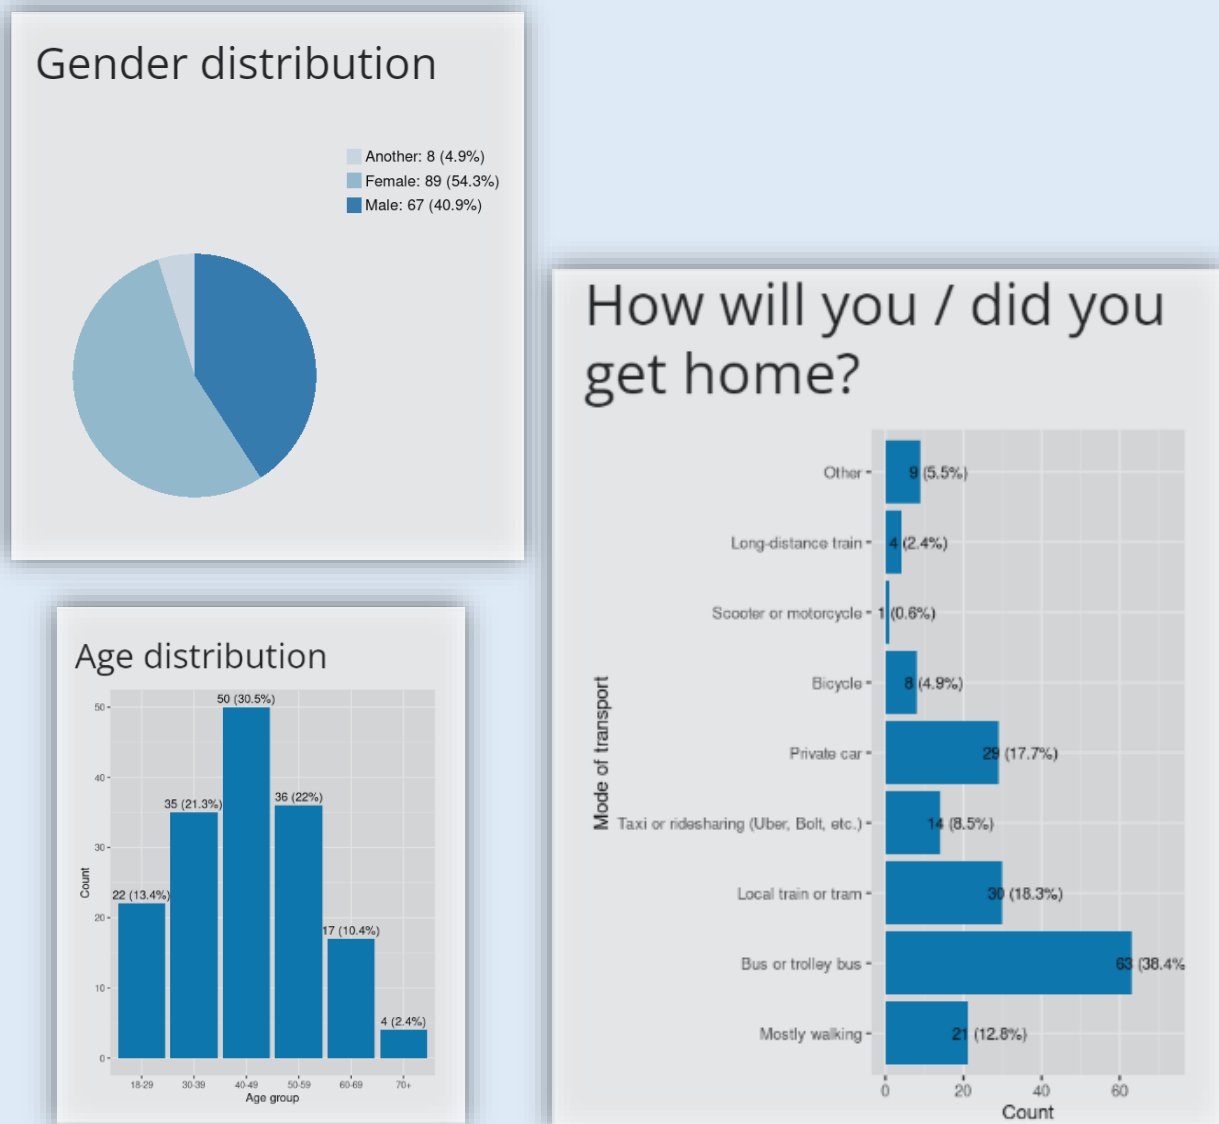 Gender distribution
Another: 8 (4.9%)
Female: 89 (54.3%)
Male: 67 (40.9%)
Age distribution
Count
50
40
30
20
10
0
22 (13.4%)
35 (21.3%)
50 (30.5%)
36 (22%)
17 (10.4%)
4 (2.4%)
18-29
30-39
40-49
50-59
60-69
70+
Age group
How will you / did you
get home?
Mode of transport
Other
9 (5.5%)
Long-distance train
4 (2.4%)
Scooter or motorcycle
1 (0.6%)
Bicycle
8 (4.9%)
Private car
29 (17.7%)
Taxi or ridesharing (Uber, Bolt, etc.)
14 (8.5%)
Local train or tram
30 (18.3%)
Bus or trolley bus
63 (38.4%
Mostly walking
21 (12.8%)
0
20
40
60
Count